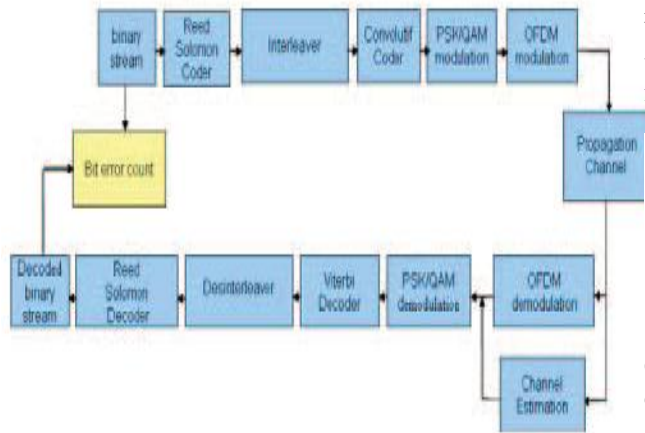 binary
stream
Reed
Solomon
Coder
Interleaver
Convolutif
Coder
PSK/QAM
modulation
OFDM
modulation
Propagation
Channel
Bit error count
Decoded
binary
stream
Reed
Solomon
Decoder
Desinterleaver
Viterbi
Decoder
PSK/QAM
demodulation
OFDM
demodulation
Channel
Estimation